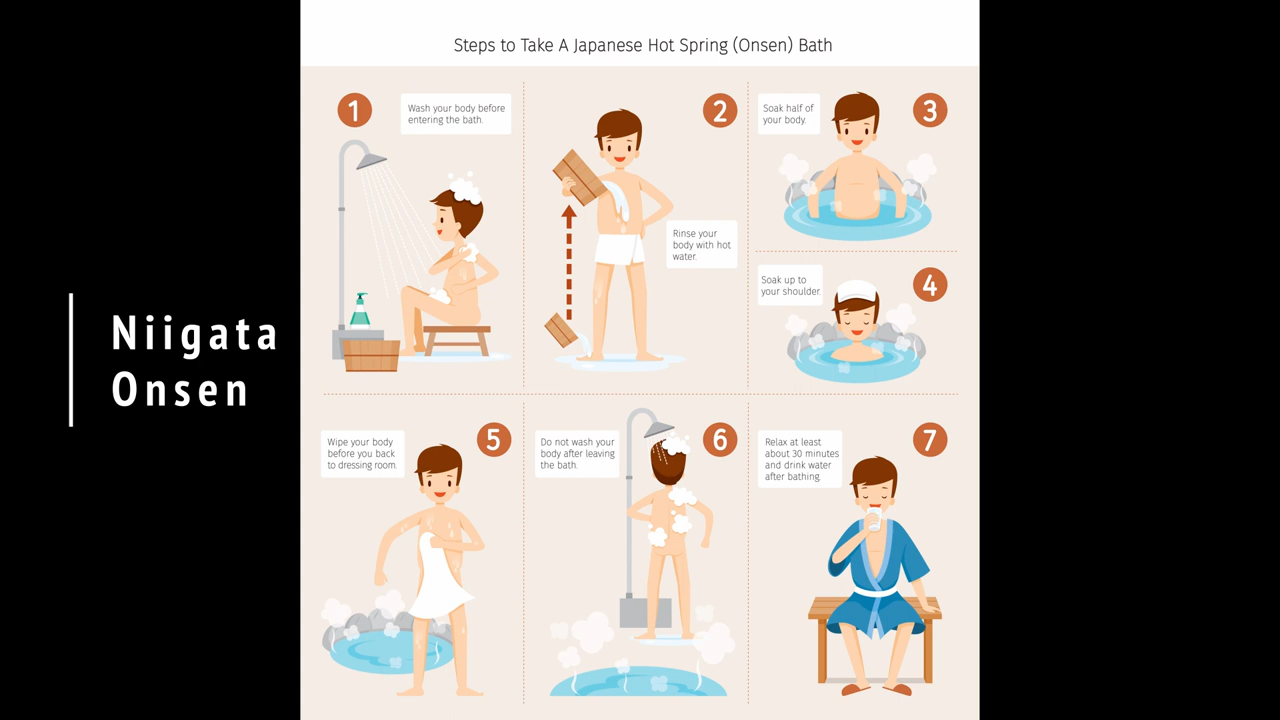 Niigata
Onsen
Steps to Take A Japanese Hot Spring (Onsen) Bath
1
Wash your body before
entering the bath.
2
Rinse your
body with hot
water.
3
Soak half of
your body.
4
Soak up to
your shoulder.
5
Wipe your body
before you back
to dressing room.
6
Do not wash your
body after leaving
the bath.
7
Relax at least
about 30 minutes
and drink water
after bathing.